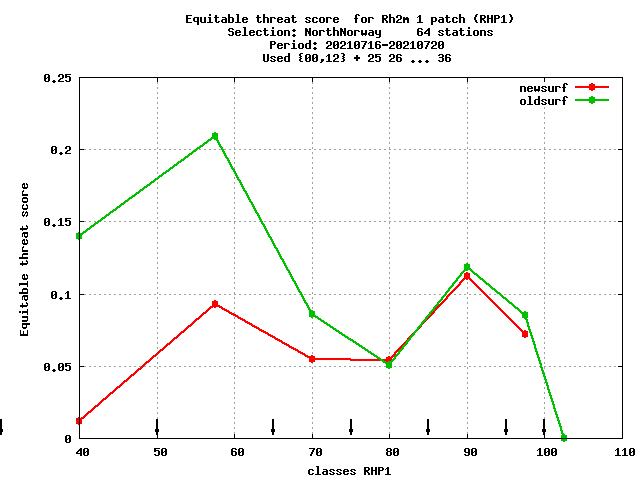 Equitable threat score  for Rh2m 1 patch (RHP1)
Selection: NorthNorway     64 stations
Period: 20210716-20210720
Used {00,12} + 25 26 ... 36
newsurf
oldsurf
0.25
0.2
0.15
0.1
0.05
0
Equitable threat score
40 50 60 70 80 90 100 110
classes RHP1